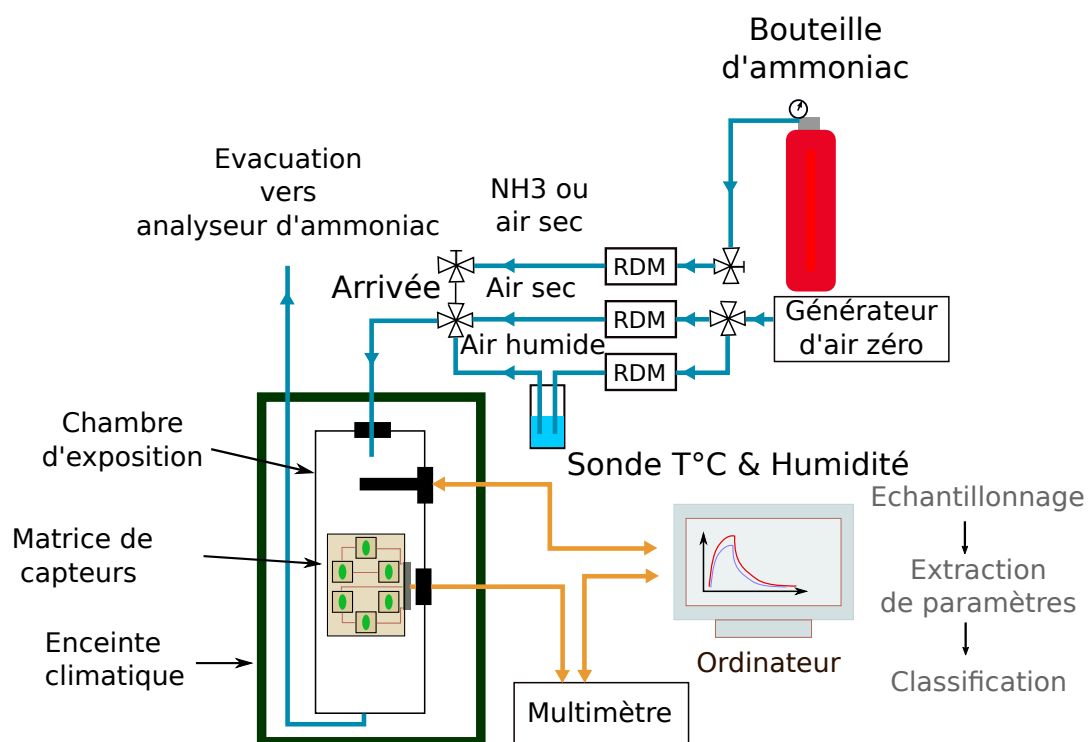 Bouteille
d'ammoniac
Evacuation
vers
analyseur d'ammoniac
NH3 ou
air sec
RDM
Arrivée
Air sec
RDM
Générateur
d'air zéro
Air humide
RDM
Chambre
d'exposition
Sonde T°C & Humidité
Echantillonnage
Matrice de
capteurs
Extraction
de paramètres
Enceinte
climatique
Ordinateur
Classification
Multimètre